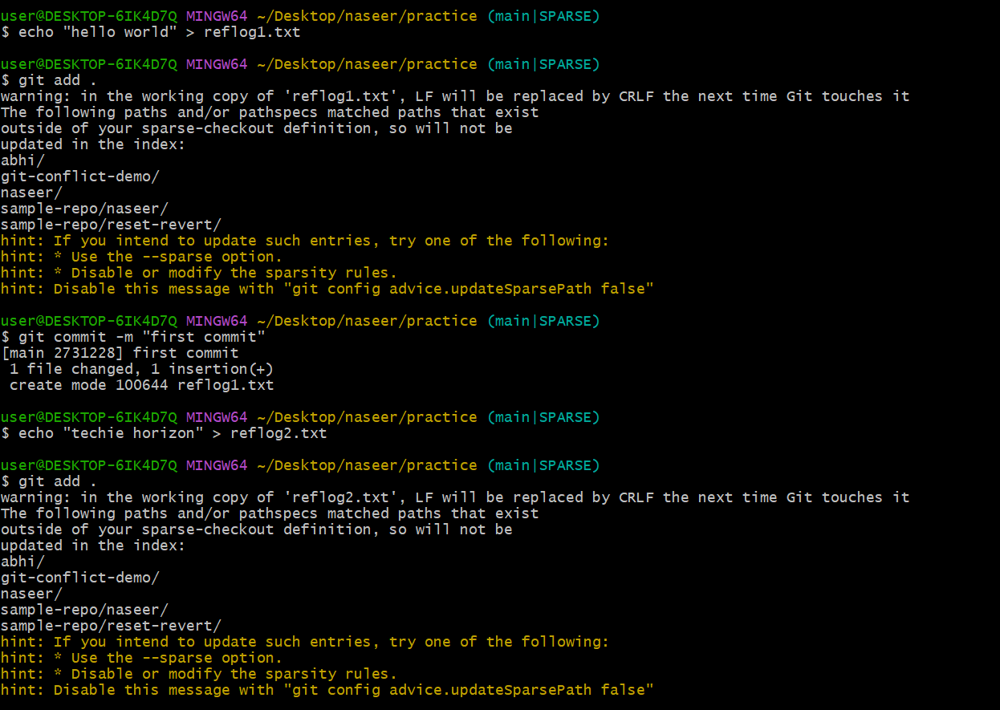 user@DESKTOP-6IK4D7Q MINGW64 ~/Desktop/naseer/practice (main|SPARSE)
$ echo "hello world" > reflog1.txt
user@DESKTOP-6IK4D7Q MINGW64 ~/Desktop/naseer/practice (main|SPARSE)
$ git add .
warning: in the working copy of 'reflog1.txt', LF will be replaced by CRLF the next time Git touches it
The following paths and/or pathspecs matched paths that exist
outside of your sparse-checkout definition, so will not be
updated in the index:
abhi/
git-conflict-demo/
naseer/
sample-repo/naseer/
sample-repo/reset-revert/
hint: If you intend to update such entries, try one of the following:
hint: * Use the --sparse option.
hint: * Disable or modify the sparsity rules.
hint: Disable this message with "git config advice.updateSparsePath false"
user@DESKTOP-6IK4D7Q MINGW64 ~/Desktop/naseer/practice (main|SPARSE)
$ git commit -m "first commit"
[main 2731228] first commit
 1 file changed, 1 insertion(+)
 create mode 100644 reflog1.txt
user@DESKTOP-6IK4D7Q MINGW64 ~/Desktop/naseer/practice (main|SPARSE)
$ echo "techie horizon" > reflog2.txt
user@DESKTOP-6IK4D7Q MINGW64 ~/Desktop/naseer/practice (main|SPARSE)
$ git add .
warning: in the working copy of 'reflog2.txt', LF will be replaced by CRLF the next time Git touches it
The following paths and/or pathspecs matched paths that exist
outside of your sparse-checkout definition, so will not be
updated in the index:
abhi/
git-conflict-demo/
naseer/
sample-repo/naseer/
sample-repo/reset-revert/
hint: If you intend to update such entries, try one of the following:
hint: * Use the --sparse option.
hint: * Disable or modify the sparsity rules.
hint: Disable this message with "git config advice.updateSparsePath false"